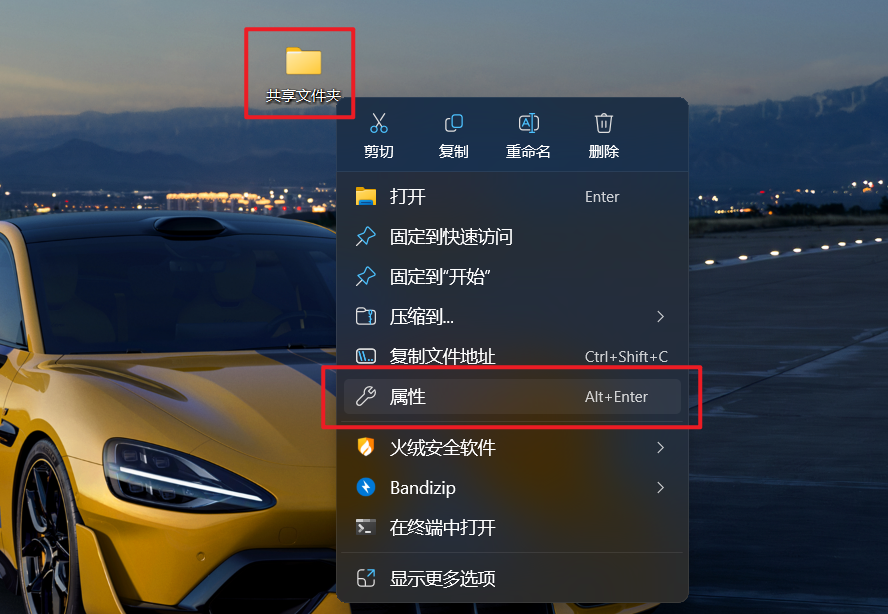 共享文件夹
剪切
复制
重命名
删除
打开 Enter
固定到快速访问
固定到“开始”
压缩到...
复制文件地址 Ctrl+Shift+C
属性 Alt+Enter
火绒安全软件
Bandizip
在终端中打开
显示更多选项